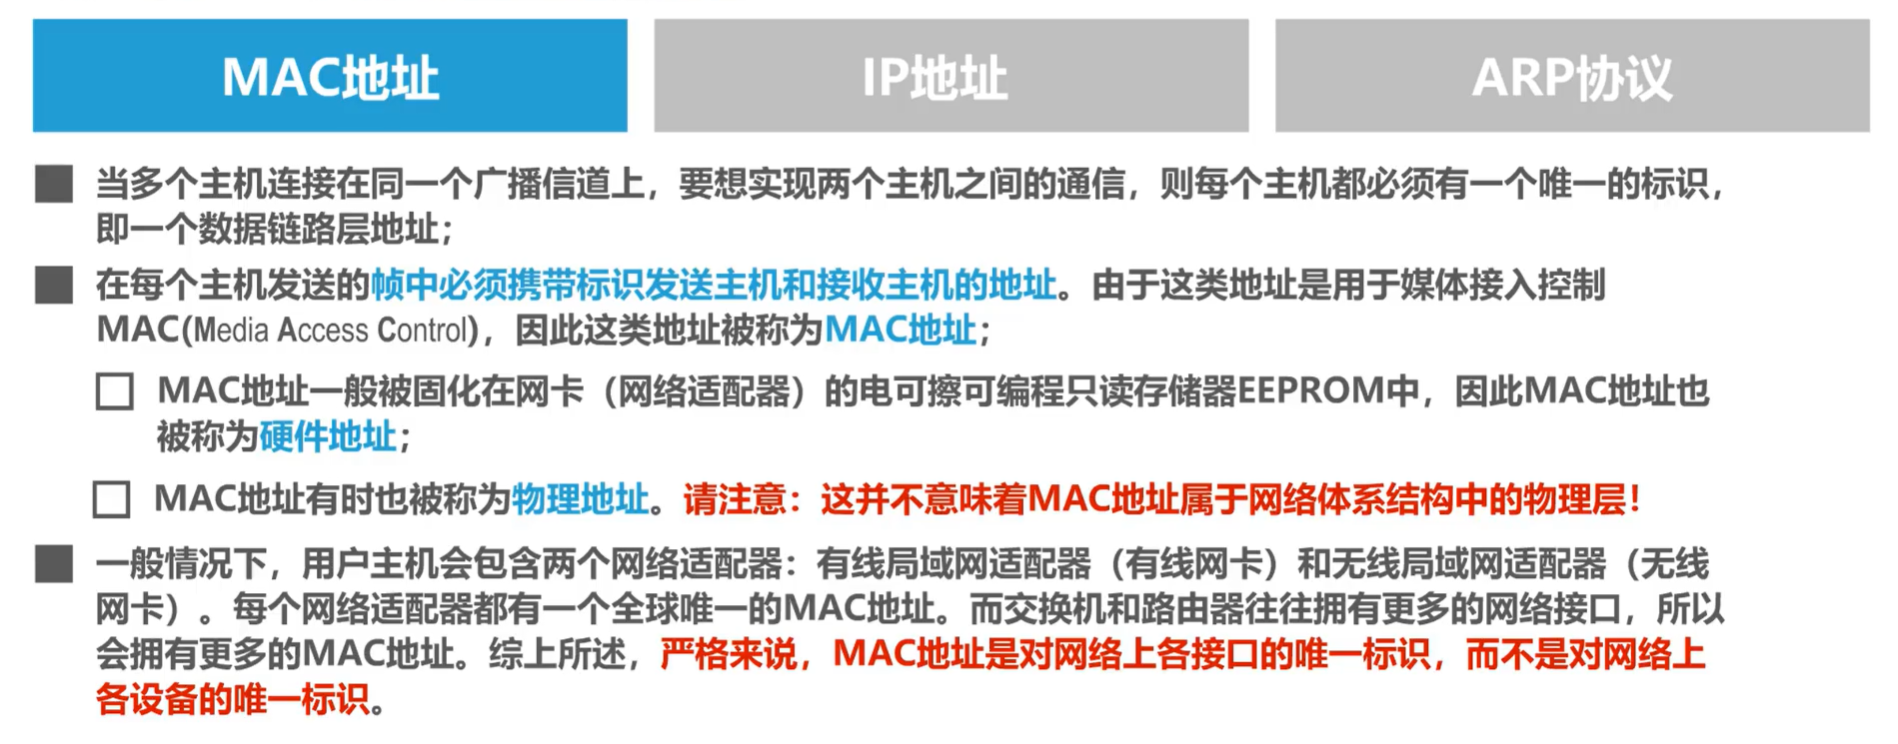 MAC地址
IP地址
ARP协议
当多个主机连接在同一个广播信道上，要想实现两个主机之间的通信，则每个主机都必须有一个唯一的标识，
即一个数据链路层地址；
在每个主机发送的帧中必须携带标识发送主机和接收主机的地址。由于这类地址是用于媒体接入控制
MAC(Media Access Control)，因此这类地址被称为MAC地址；
MAC地址一般被固化在网卡（网络适配器）的电可擦可编程只读存储器EEPROM中，因此MAC地址也
被称为硬件地址；
MAC地址有时也被称为物理地址。请注意：这并不意味着MAC地址属于网络体系结构中的物理层！
一般情况下，用户主机会包含两个网络适配器：有线局域网适配器（有线网卡）和无线局域网适配器（无线
网卡）。每个网络适配器都有一个全球唯一的MAC地址。而交换机和路由器往往拥有更多的网络接口，所以
会拥有更多的MAC地址。综上所述，严格来说，MAC地址是对网络上各接口的唯一标识，而不是对网络上
各设备的唯一标识。